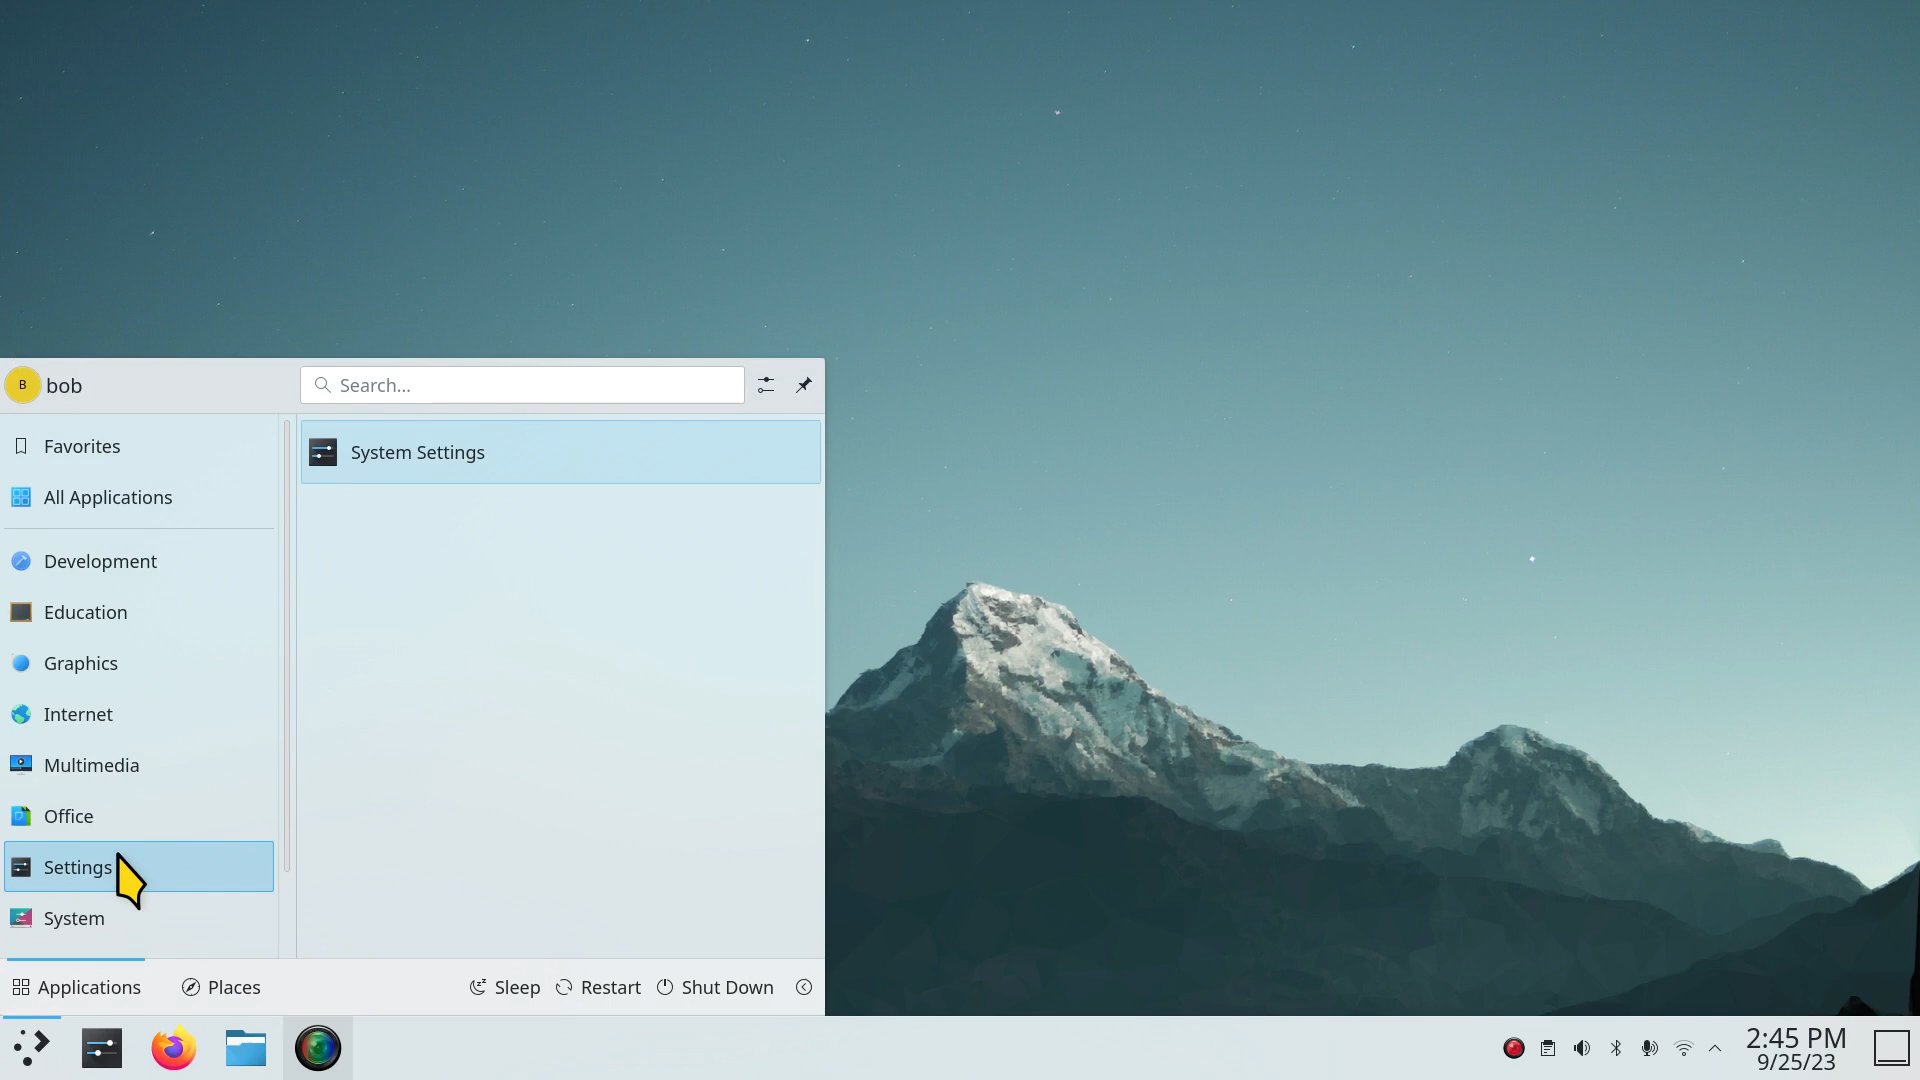 B
bob
Search...
Favorites
All Applications
Development
Education
Graphics
Internet
Multimedia
Office
Settings
System
System Settings
Applications
Places
Sleep
Restart
Shut Down
2:45 PM
9/25/23